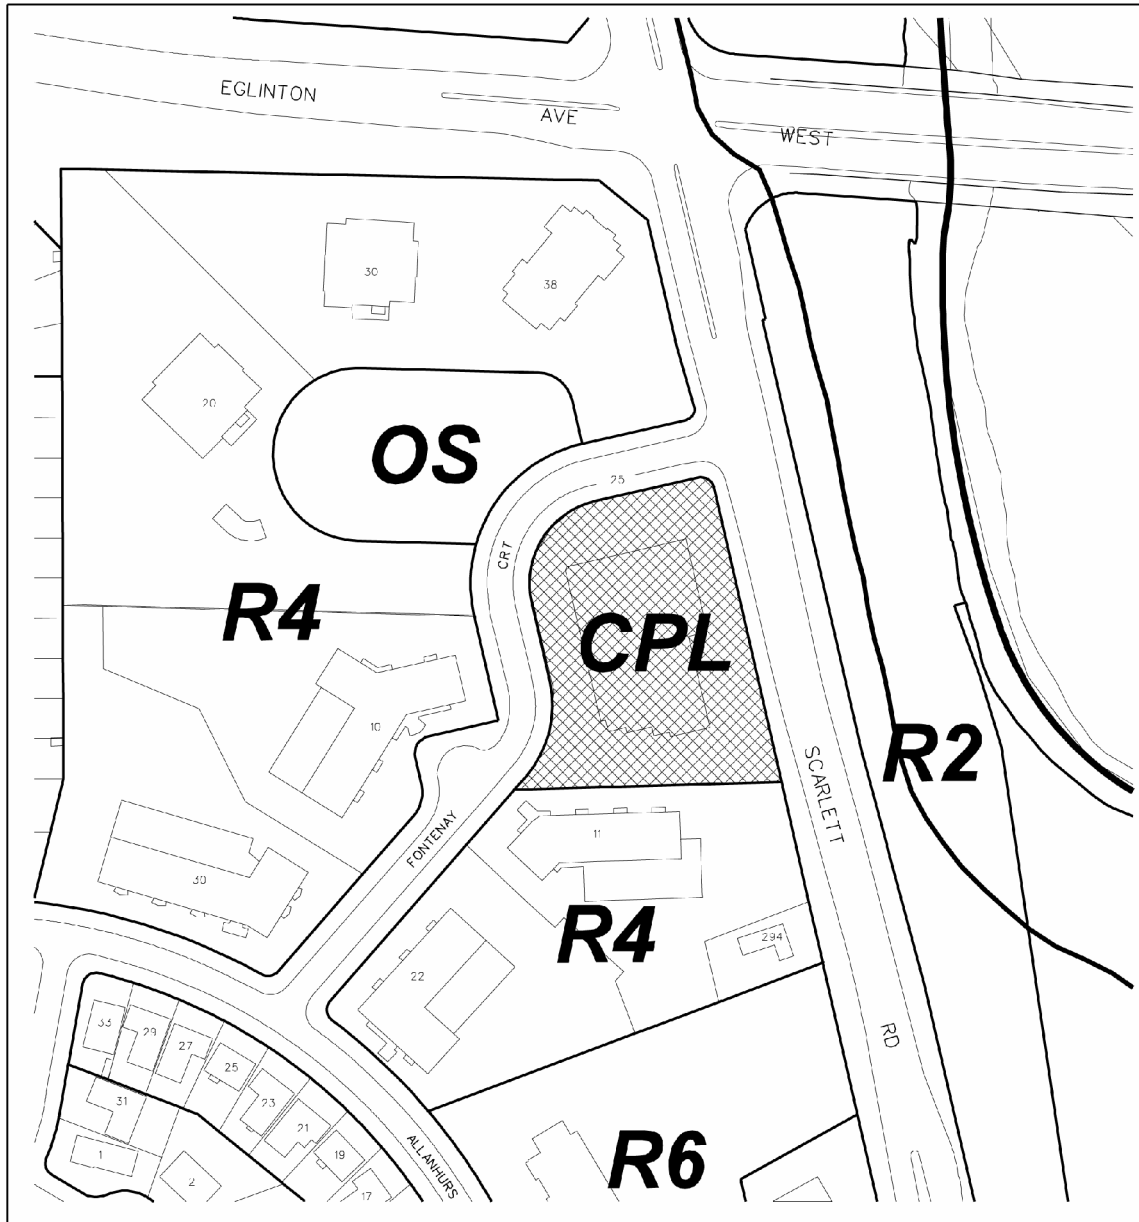 EGLINTON
AVE
WEST
30
38
20
OS
25
CRT
R4
CPL
10
R2
SCARLETT
FONTENAY
11
30
R4
294
22
33
29
27
RD
25
31
23
21
ALLANHURS
1
19
R6
2
17